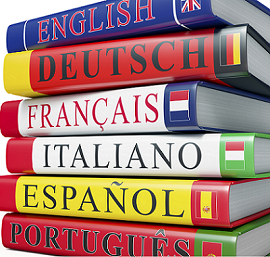 ENGLISH
DEUTSCH
FRANÇAIS
ITALIANO
ESPAÑOL
PORTUGUÊS